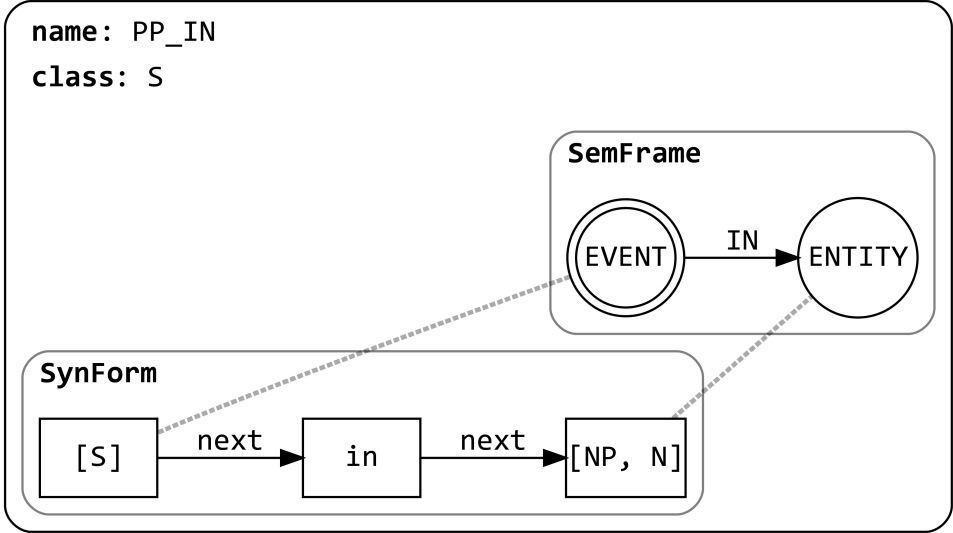 name: PP_IN
class: S
SemFrame
EVENT
IN
ENTITY
SynForm
[S]
next
in
next
[NP, N]